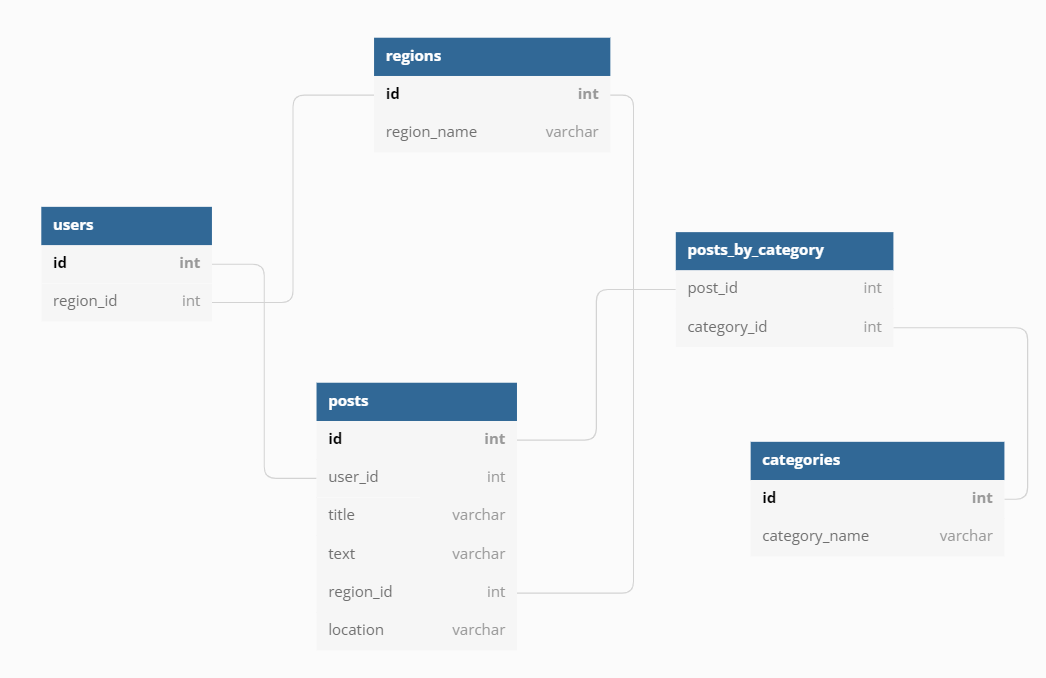 regions
id int
region_name varchar
users
id int
region_id int
posts_by_category
post_id int
category_id int
posts
id int
user_id int
title varchar
text varchar
region_id int
location varchar
categories
id int
category_name varchar